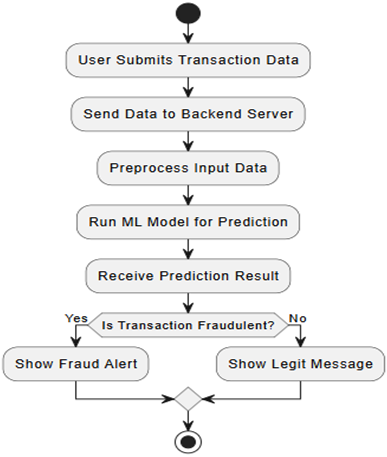 User Submits Transaction Data
Send Data to Backend Server
Preprocess Input Data
Run ML Model for Prediction
Receive Prediction Result
Yes
Is Transaction Fraudulent?
No
Show Fraud Alert
Show Legit Message